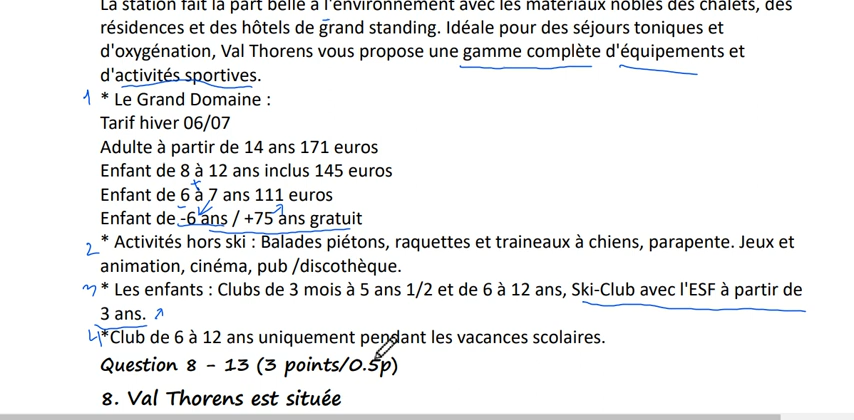 La station fait la part belle à l'environnement avec les matériaux nobles des chalets, des
résidences et des hôtels de grand standing. Idéale pour des séjours toniques et
d'oxygénation, Val Thorens vous propose une gamme complète d'équipements et
d'activités sportives.
1 * Le Grand Domaine :
Tarif hiver 06/07
Adulte à partir de 14 ans 171 euros
Enfant de 8 à 12 ans inclus 145 euros
Enfant de 6 à 7 ans 111 euros
Enfant de -6 ans / +75 ans gratuit
2 * Activités hors ski : Balades piétons, raquettes et traineaux à chiens, parapente. Jeux et
animation, cinéma, pub /discothèque.
3 * Les enfants : Clubs de 3 mois à 5 ans 1/2 et de 6 à 12 ans, Ski-Club avec l'ESF à partir de
3 ans.
4 *Club de 6 à 12 ans uniquement pendant les vacances scolaires.
Question 8 - 13 (3 points/0.5p)
8. Val Thorens est située